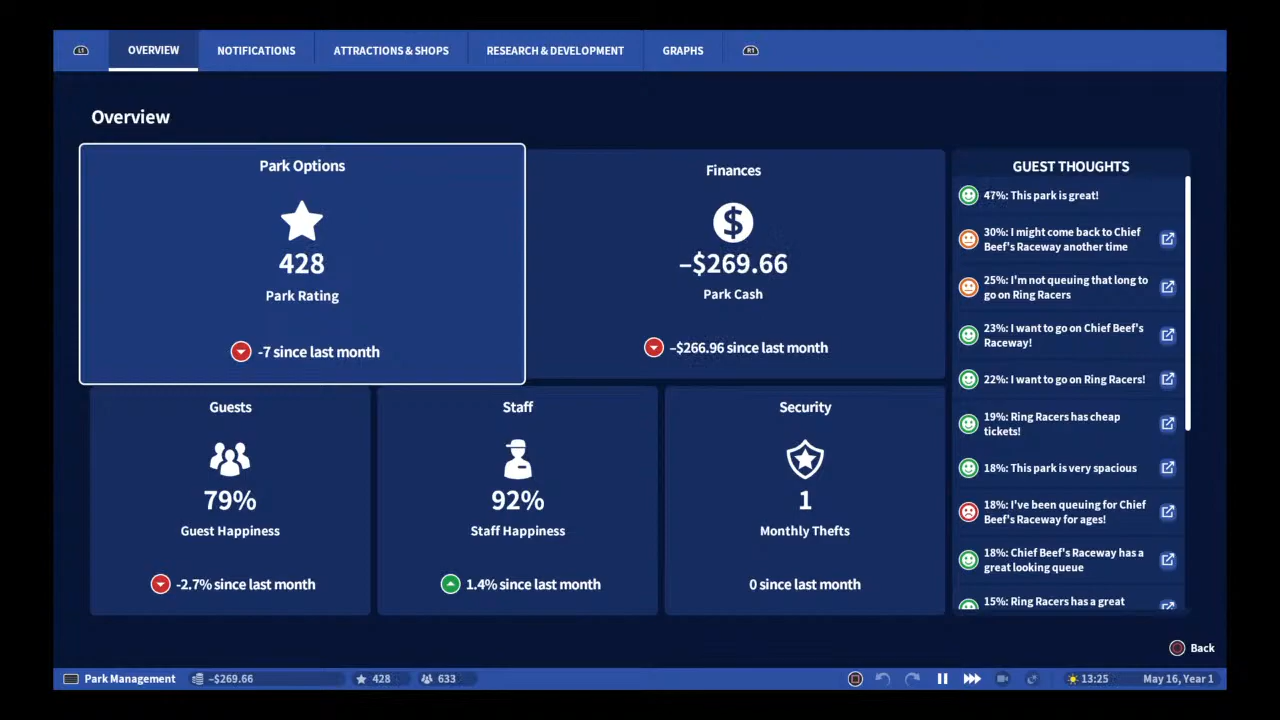 L1
OVERVIEW
NOTIFICATIONS
ATTRACTIONS & SHOPS
RESEARCH & DEVELOPMENT
GRAPHS
R1
Overview
Park Options
428
Park Rating
-7 since last month
Finances
$
–$269.66
Park Cash
–$266.96 since last month
Guests
79%
Guest Happiness
-2.7% since last month
Staff
92%
Staff Happiness
1.4% since last month
Security
1
Monthly Thefts
0 since last month
GUEST THOUGHTS
47%: This park is great!
30%: I might come back to Chief
Beef's Raceway another time
25%: I'm not queuing that long to
go on Ring Racers
23%: I want to go on Chief Beef's
Raceway!
22%: I want to go on Ring Racers!
19%: Ring Racers has cheap
tickets!
18%: This park is very spacious
18%: I've been queuing for Chief
Beef's Raceway for ages!
18%: Chief Beef's Raceway has a
great looking queue
15%: Ring Racers has a great
Back
Park Management
–$269.66
428
633
13:25
May 16, Year 1